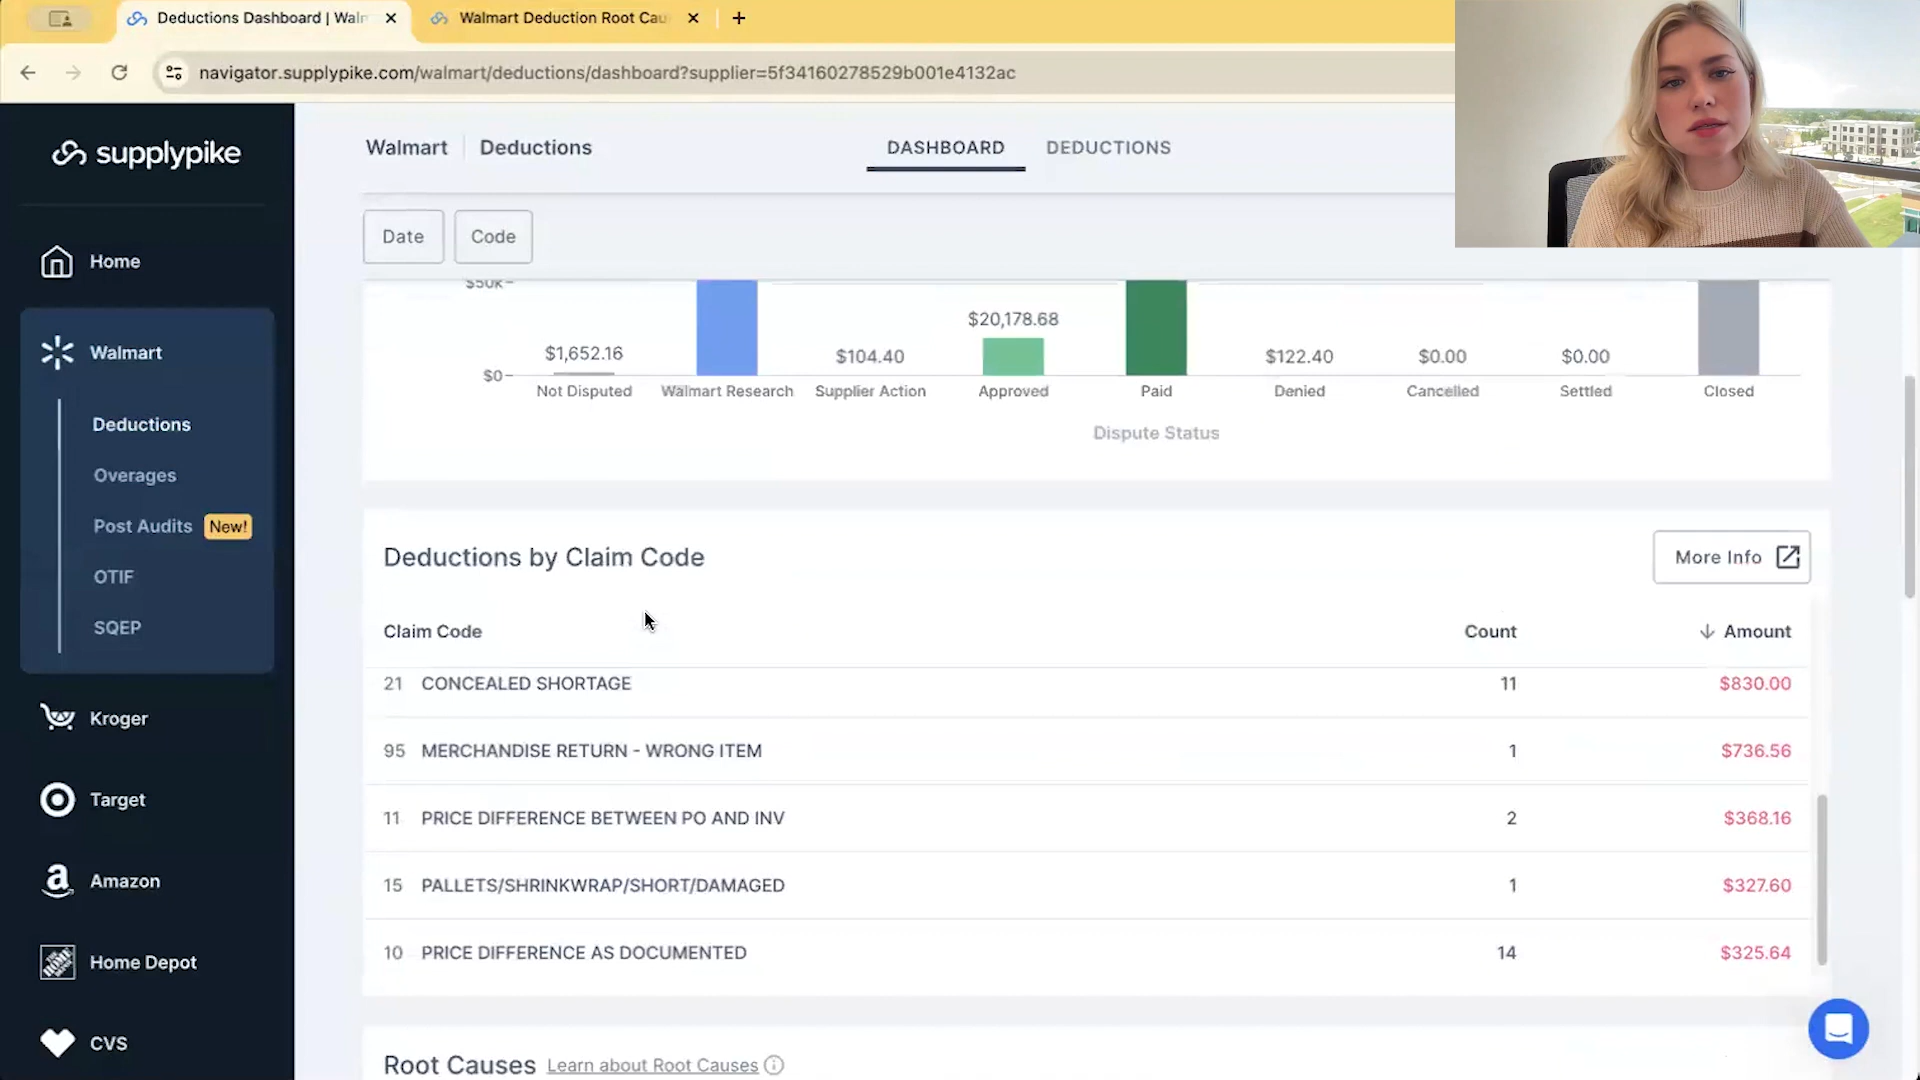 Deductions Dashboard | Waln
Walmart Deduction Root Cau
navigator.supplypike.com/walmart/deductions/dashboard?supplier=5f34160278529b001e4132ac
supplypike
Home
Walmart
Deductions
Overages
Post Audits New!
OTIF
SQEP
Kroger
Target
Amazon
Home Depot
CVS
Walmart Deductions
DASHBOARD DEDUCTIONS
Date Code
$50K
$20,178.68
$1,652.16 $104.40 $122.40 $0.00 $0.00
$0
Not Disputed Walmart Research Supplier Action Approved Paid Denied Cancelled Settled Closed
Dispute Status
Deductions by Claim Code More Info
Claim Code Count Amount
21 CONCEALED SHORTAGE 11 $830.00
95 MERCHANDISE RETURN - WRONG ITEM 1 $736.56
11 PRICE DIFFERENCE BETWEEN PO AND INV 2 $368.16
15 PALLETS/SHRINKWRAP/SHORT/DAMAGED 1 $327.60
10 PRICE DIFFERENCE AS DOCUMENTED 14 $325.64
Root Causes Learn about Root Causes